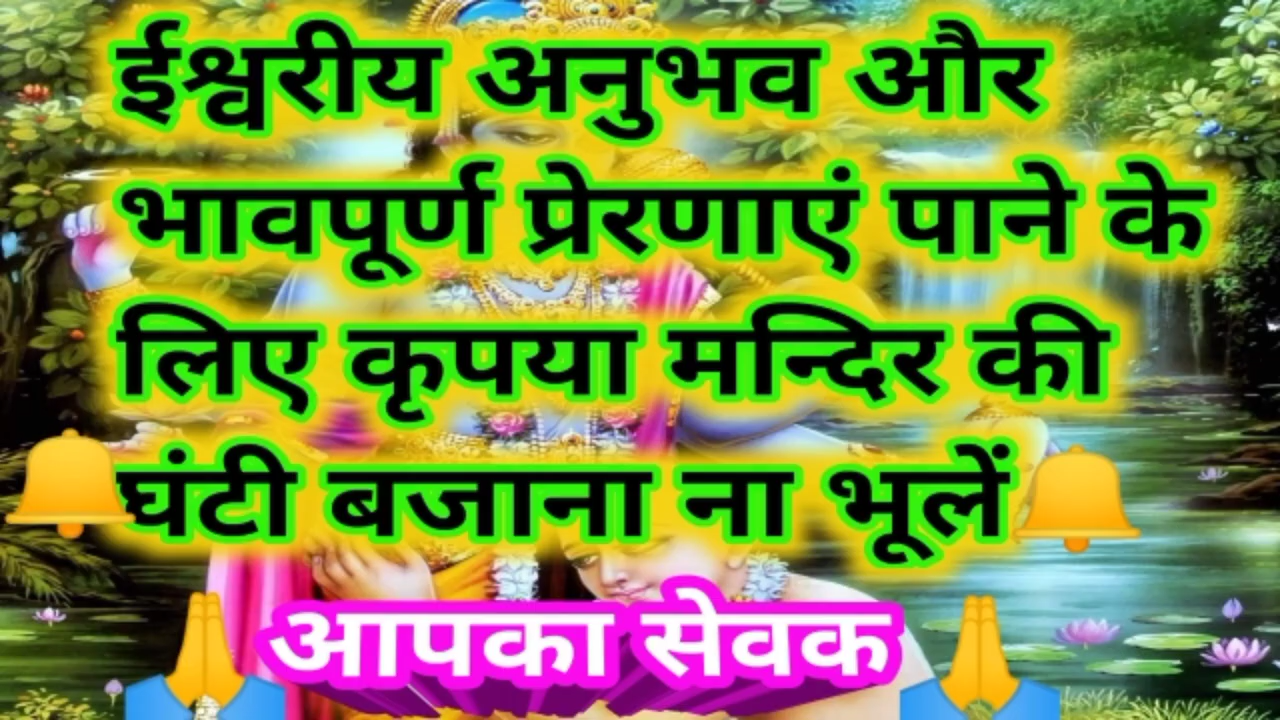 ईश्वरीय अनुभव और
भावपूर्ण प्रेरणाएं पाने के
लिए कृपया मन्दिर की
घंटी बजाना ना भूलें
आपका सेवक